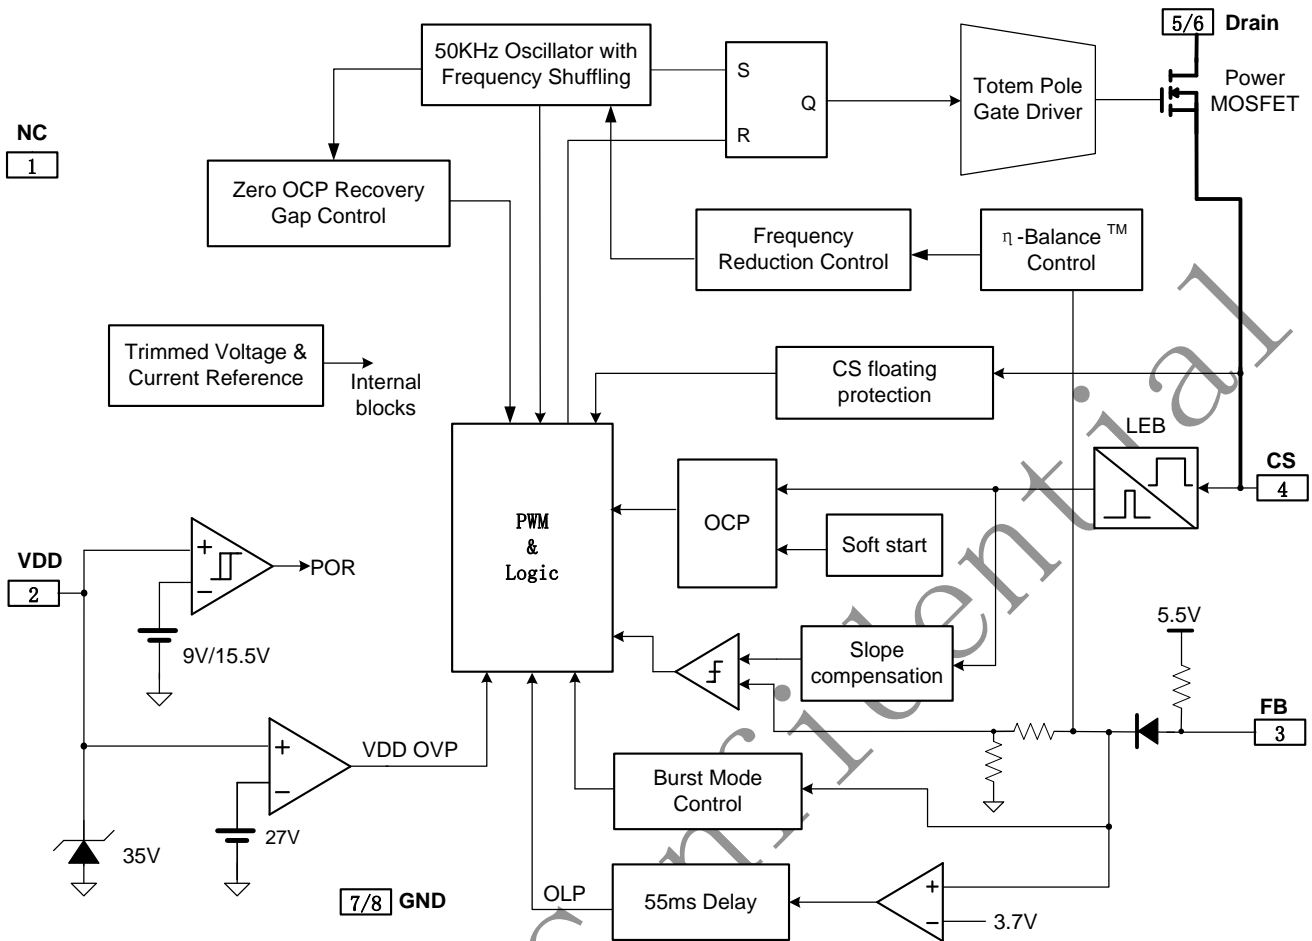 5/6 Drain
50KHz Oscillator with
Frequency Shuffling
S
Q
R
Totem Pole
Gate Driver
Power
MOSFET
NC
1
Zero OCP Recovery
Gap Control
Frequency
Reduction Control
η-Balance TM
Control
Trimmed Voltage &
Current Reference
Internal
blocks
CS floating
protection
LEB
CS
4
PWM
&
Logic
OCP
Soft start
VDD
2
+
−
POR
9V/15.5V
Slope
compensation
5.5V
FB
3
+
−
VDD OVP
27V
35V
Burst Mode
Control
7/8 GND
OLP
55ms Delay
+
−
3.7V